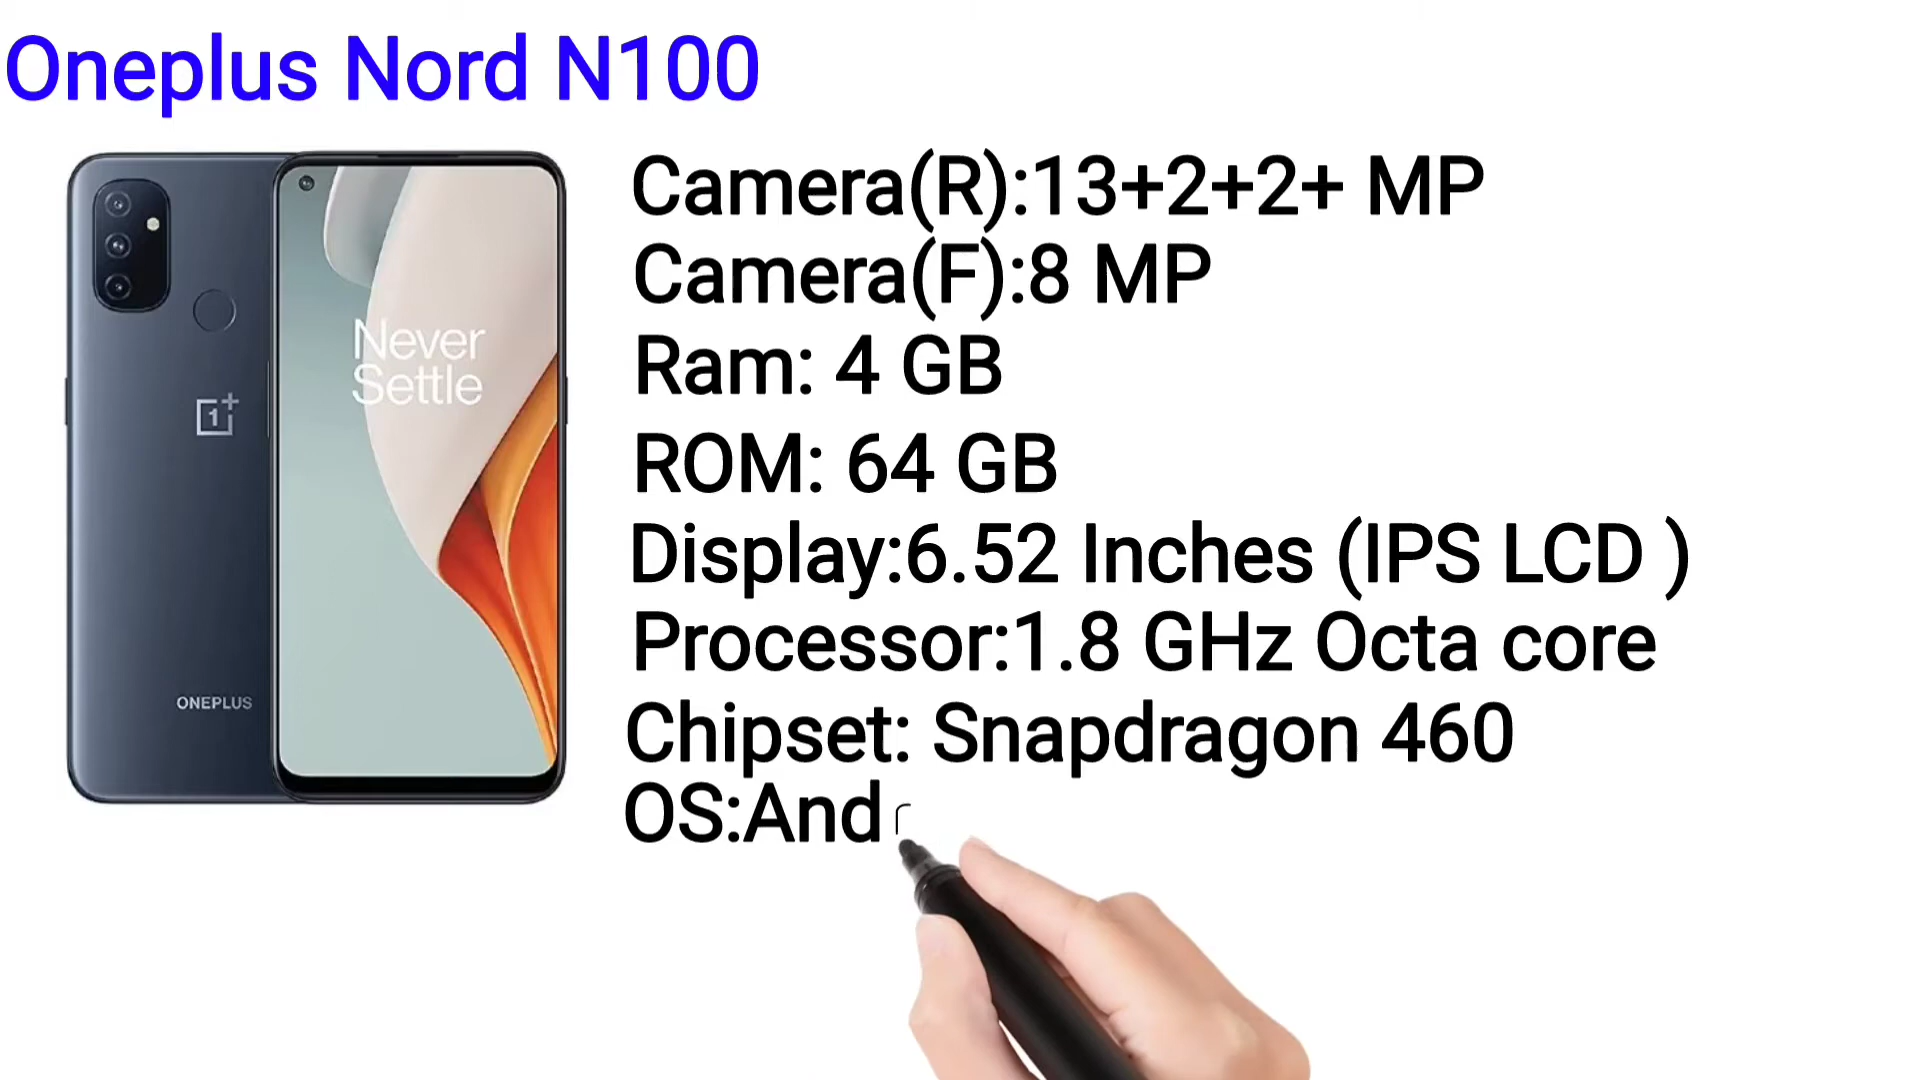 Oneplus Nord N100
Camera(R):13+2+2+ MP
Camera(F):8 MP
Never
Settle
Ram: 4 GB
1+
ROM: 64 GB
Display:6.52 Inches (IPS LCD )
Processor:1.8 GHz Octa core
ONEPLUS
Chipset: Snapdragon 460
OS:And